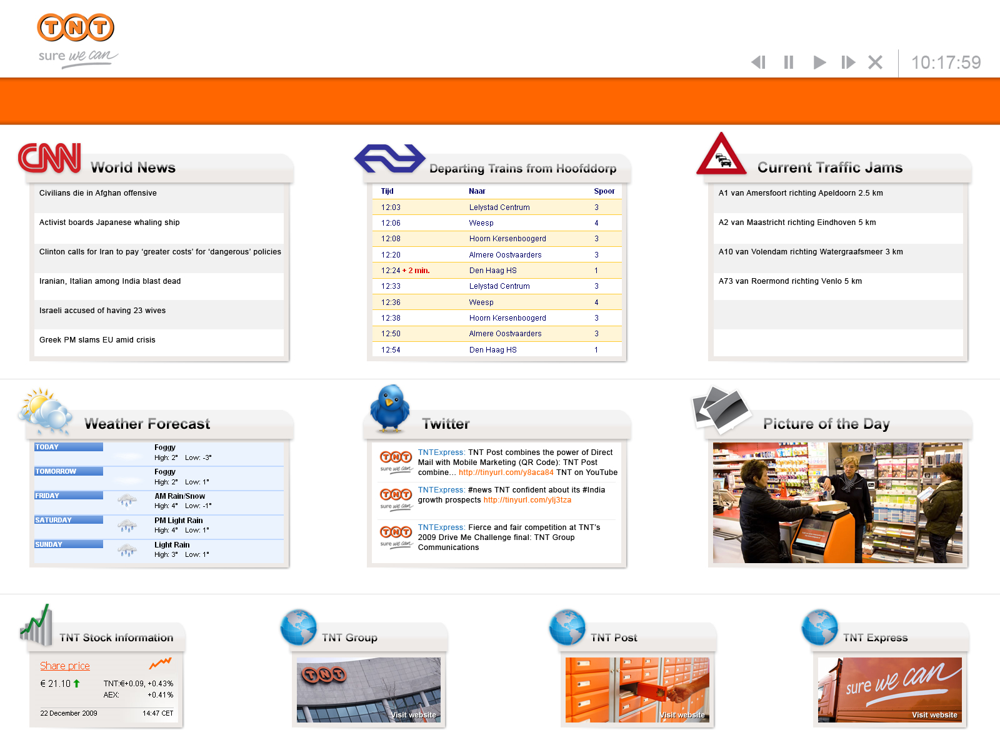 TNT
sure we can
10:17:59
CNN World News
Civilians die in Afghan offensive
Activist boards Japanese whaling ship
Clinton calls for Iran to pay ‘greater costs’ for ‘dangerous’ policies
Iranian, Italian among India blast dead
Israeli accused of having 23 wives
Greek PM slams EU amid crisis
Departing Trains from Hoofddorp
Tijd Naar Spoor
12:03 Lelystad Centrum 3
12:06 Weesp 4
12:08 Hoorn Kersenboogerd 3
12:20 Almere Oostvaarders 3
12:24 + 2 min. Den Haag HS 1
12:33 Lelystad Centrum 3
12:36 Weesp 4
12:38 Hoorn Kersenboogerd 3
12:50 Almere Oostvaarders 3
12:54 Den Haag HS 1
Current Traffic Jams
A1 van Amersfoort richting Apeldoorn 2.5 km
A2 van Maastricht richting Eindhoven 5 km
A10 van Volendam richting Watergraafsmeer 3 km
A73 van Roermond richting Venlo 5 km
Weather Forecast
TODAY Foggy
High: 2° Low: -3°
TOMORROW Foggy
High: 2° Low: 1°
FRIDAY AM Rain/Snow
High: 4° Low: -1°
SATURDAY PM Light Rain
High: 4° Low: 1°
SUNDAY Light Rain
High: 3° Low: 1°
Twitter
TNT
sure we can
TNTExpress: TNT Post combines the power of Direct
Mail with Mobile Marketing (QR Code): TNT Post
combine... http://tinyurl.com/y8aca84 TNT on YouTube
TNT
sure we can
TNTExpress: #news TNT confident about its #India
growth prospects http://tinyurl.com/ylj3tza
TNT
sure we can
TNTExpress: Fierce and fair competition at TNT’s
2009 Drive Me Challenge final: TNT Group
Communications
Picture of the Day
TNT Stock Information
Share price
€ 21.10 TNT:€+0.09, +0.43%
AEX: +0.41%
22 December 2009 14:47 CET
TNT Group
TNT
Visit website
TNT Post
Visit website
TNT Express
sure we can
Visit website